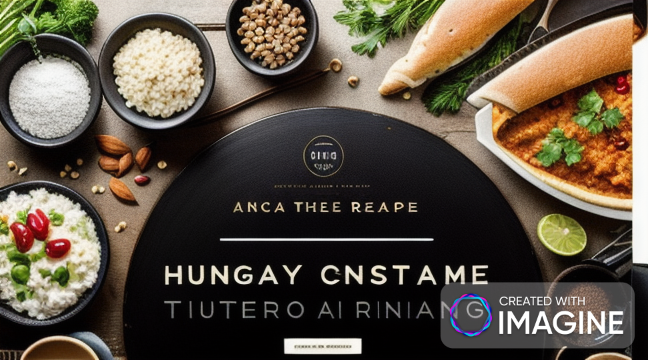 ANCA THEE REAPE
HUNGAY CNSTAME
TIUTERO AI RINIANG
CREATED WITH
IMAGINE